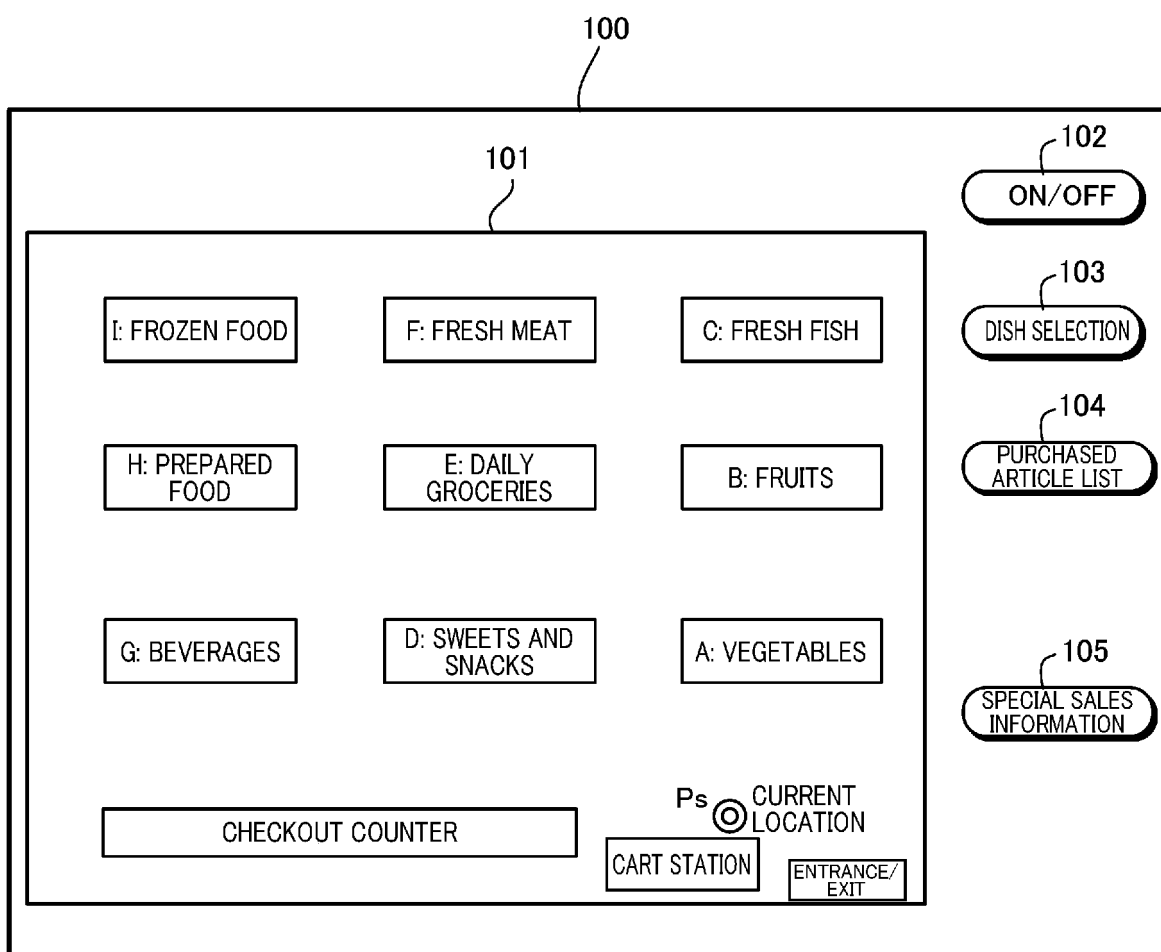 100
101
102
ON/OFF
103
DISH SELECTION
I: FROZEN FOOD
F: FRESH MEAT
C: FRESH FISH
104
PURCHASED
ARTICLE LIST
H: PREPARED
FOOD
E: DAILY
GROCERIES
B: FRUITS
G: BEVERAGES
D: SWEETS AND
SNACKS
A: VEGETABLES
105
SPECIAL SALES
INFORMATION
Ps
CURRENT
LOCATION
CHECKOUT COUNTER
CART STATION
ENTRANCE/
EXIT